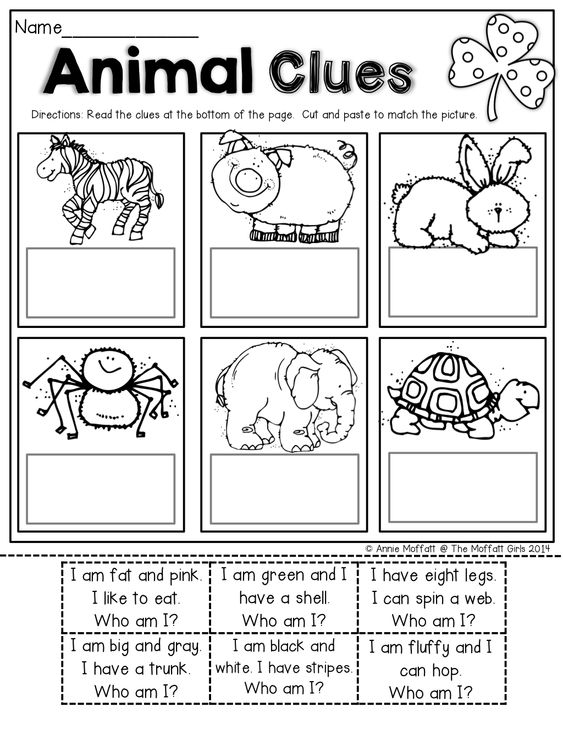 Name_______________
Animal Clues
Directions: Read the clues at the bottom of the page. Cut and paste to match the picture.
© Annie Moffatt @ The Moffatt Girls 2014
I am fat and pink.
I like to eat.
Who am I?
I am green and I
have a shell.
Who am I?
I have eight legs.
I can spin a web.
Who am I?
I am big and gray.
I have a trunk.
Who am I?
I am black and
white. I have stripes.
Who am I?
I am fluffy and I
can hop.
Who am I?